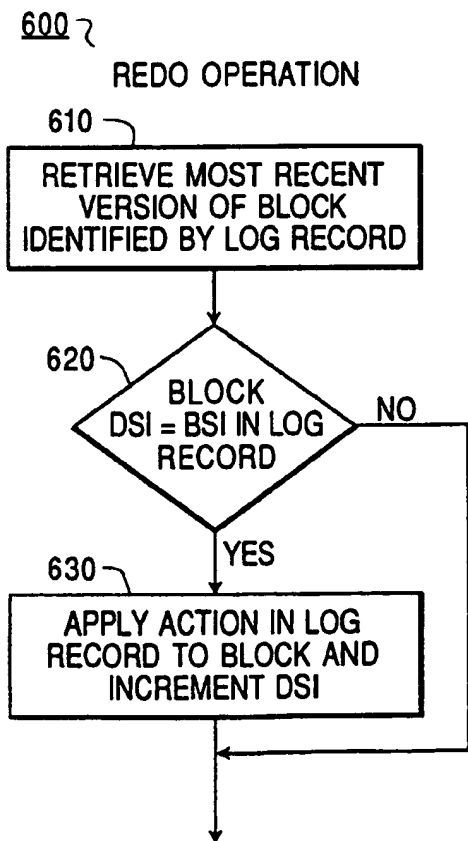 600
REDO OPERATION
610
RETRIEVE MOST RECENT
VERSION OF BLOCK
IDENTIFIED BY LOG RECORD
620
BLOCK
DSI = BSI IN LOG
RECORD
NO
YES
630
APPLY ACTION IN LOG
RECORD TO BLOCK AND
INCREMENT DSI